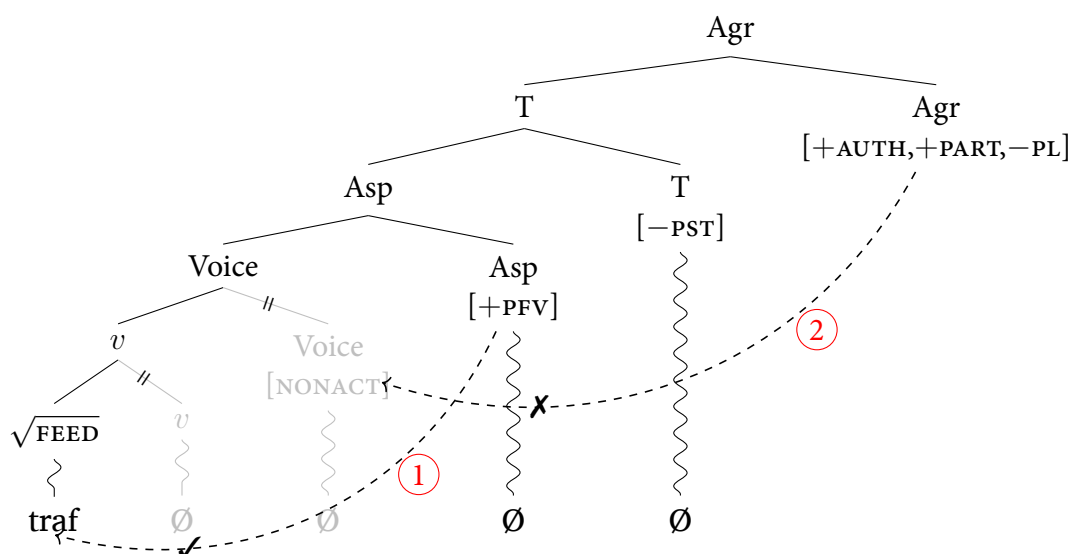 Agr
T Agr
[+AUTH,+PART,−PL]
Asp T
[−PST]
Voice Asp
[+PFV]
v Voice
[NONACT]
2
✗
√FEED v
1
traf Ø Ø Ø Ø
✓